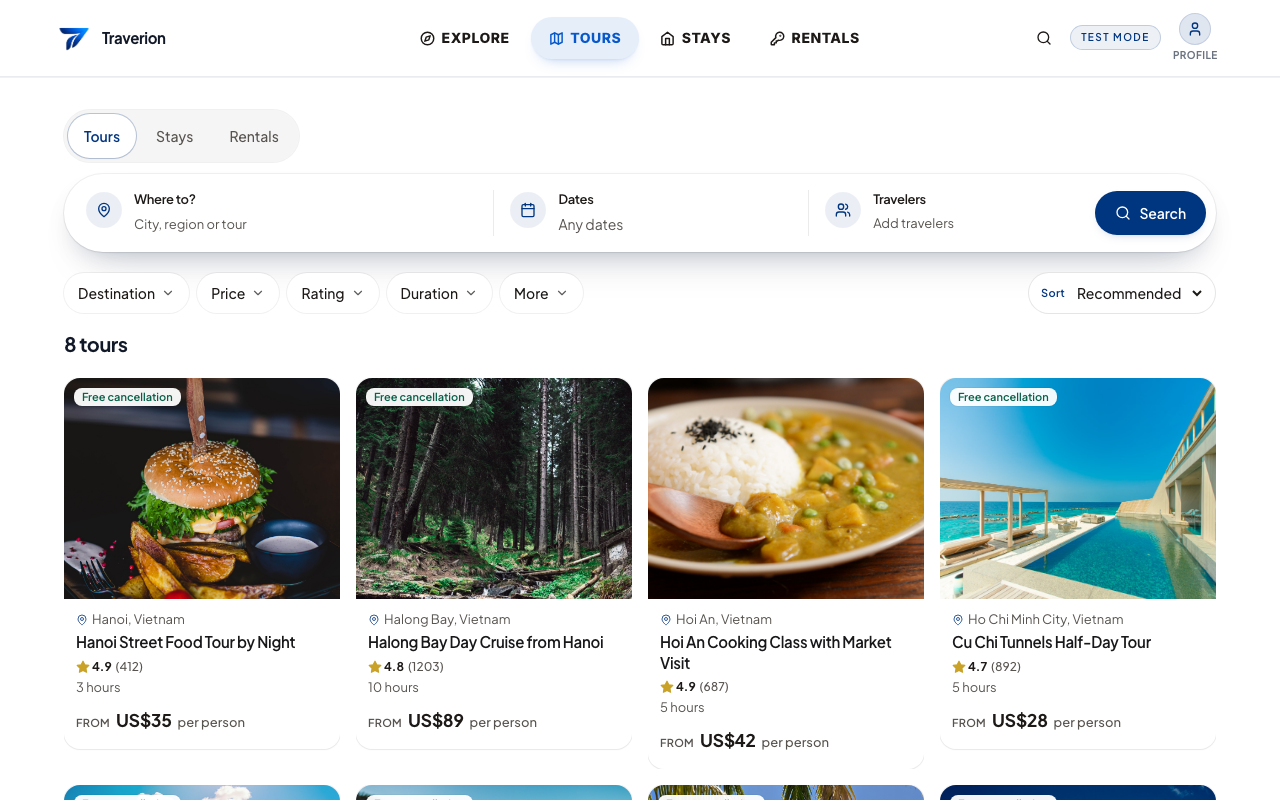 Traverion
EXPLORE
TOURS
STAYS
RENTALS
TEST MODE
PROFILE
Tours
Stays
Rentals
Where to?
City, region or tour
Dates
Any dates
Travelers
Add travelers
Search
Destination
Price
Rating
Duration
More
Sort Recommended
8 tours
Free cancellation
Hanoi, Vietnam
Hanoi Street Food Tour by Night
4.9 (412)
3 hours
FROM US$35 per person
Free cancellation
Halong Bay, Vietnam
Halong Bay Day Cruise from Hanoi
4.8 (1203)
10 hours
FROM US$89 per person
Hoi An, Vietnam
Hoi An Cooking Class with Market
Visit
4.9 (687)
5 hours
FROM US$42 per person
Free cancellation
Ho Chi Minh City, Vietnam
Cu Chi Tunnels Half-Day Tour
4.7 (892)
5 hours
FROM US$28 per person